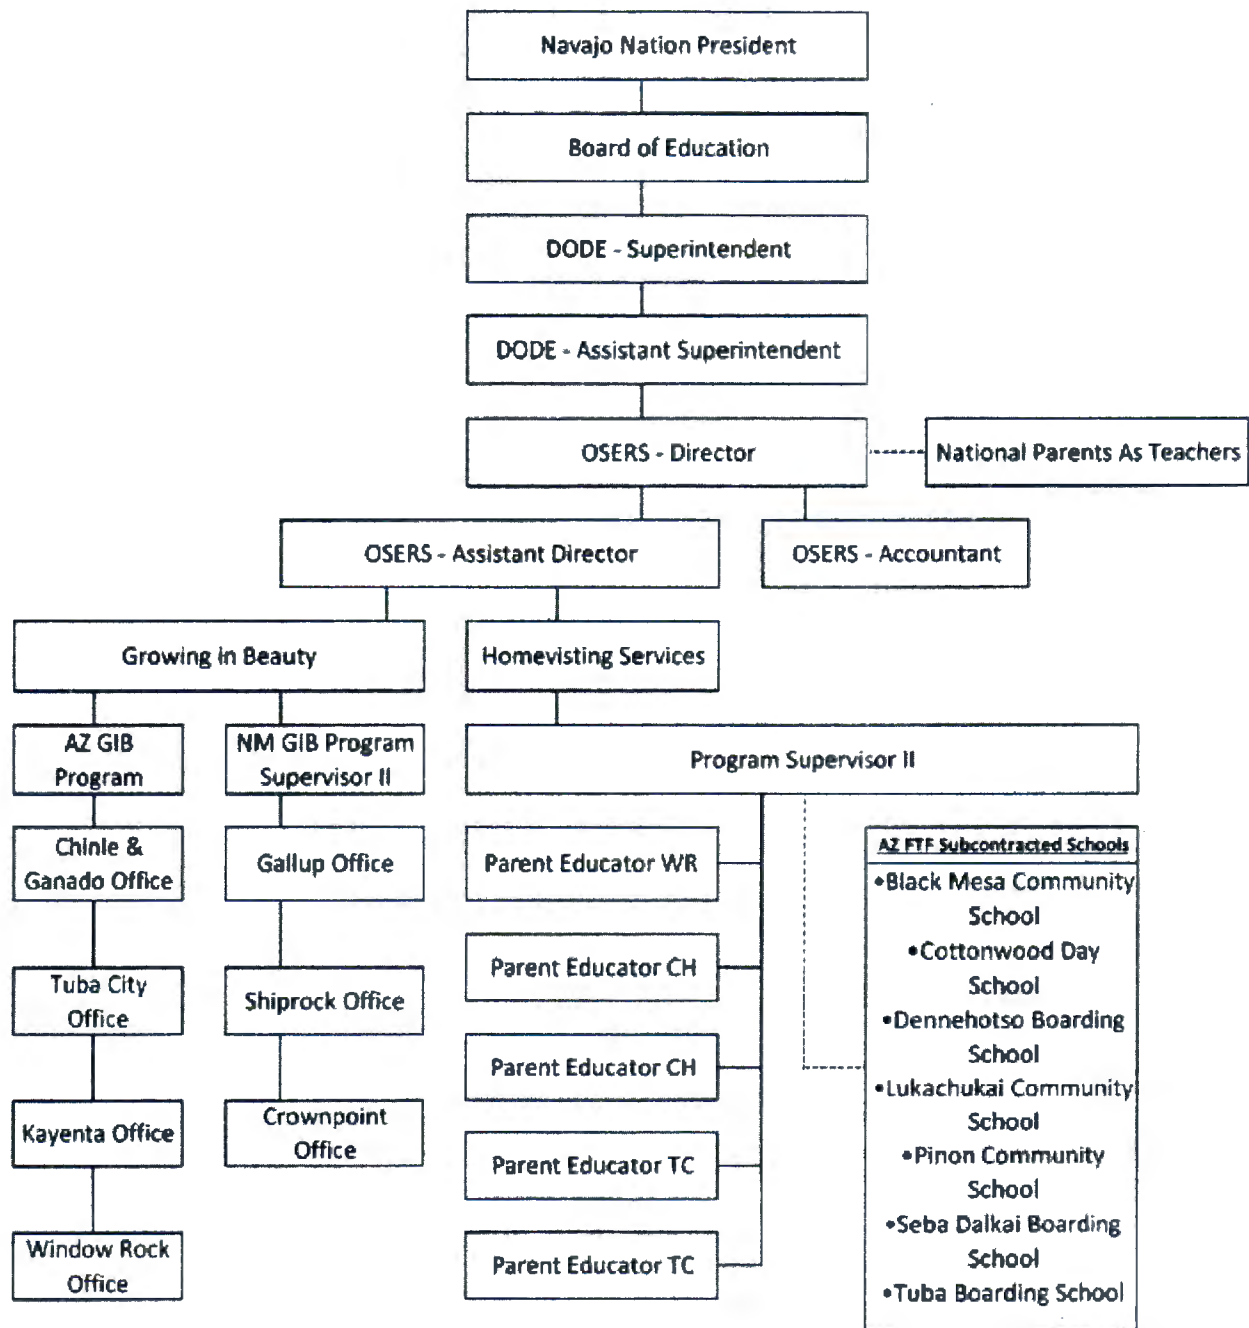 Navajo Nation President
Board of Education
DODE - Superintendent
DODE - Assistant Superintendent
OSERS - Director
National Parents As Teachers
OSERS - Assistant Director
OSERS - Accountant
Growing in Beauty
Homevisting Services
AZ GIB
Program
NM GIB Program
Supervisor II
Program Supervisor II
Chinle &
Ganado Office
Tuba City
Office
Kayenta Office
Window Rock
Office
Gallup Office
Shiprock Office
Crownpoint
Office
Parent Educator WR
Parent Educator CH
Parent Educator CH
Parent Educator TC
Parent Educator TC
AZ FTF Subcontracted Schools
•Black Mesa Community
School
•Cottonwood Day
School
•Dennehotso Boarding
School
•Lukachukai Community
School
•Pinon Community
School
•Seba Dalkai Boarding
School
•Tuba Boarding School